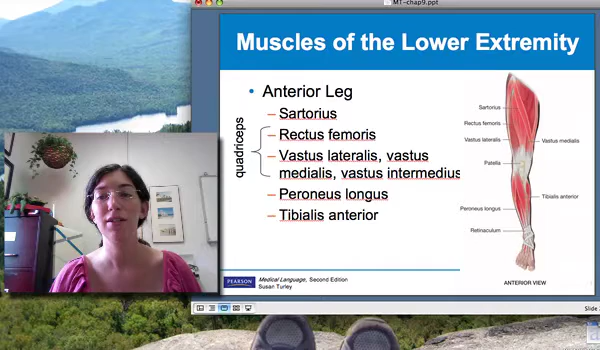 MT-chap9.ppt
Muscles of the Lower Extremity
• Anterior Leg
– Sartorius
quadriceps
– Rectus femoris
– Vastus lateralis, vastus
medialis, vastus intermedius
– Peroneus longus
– Tibialis anterior
Sartorius
Rectus femoris
Vastus lateralis
Vastus medialis
Patella
Tibialis anterior
Peroneus longus
Retinaculum
ANTERIOR VIEW
PEARSON
Medical Language, Second Edition
Susan Turley
Slide